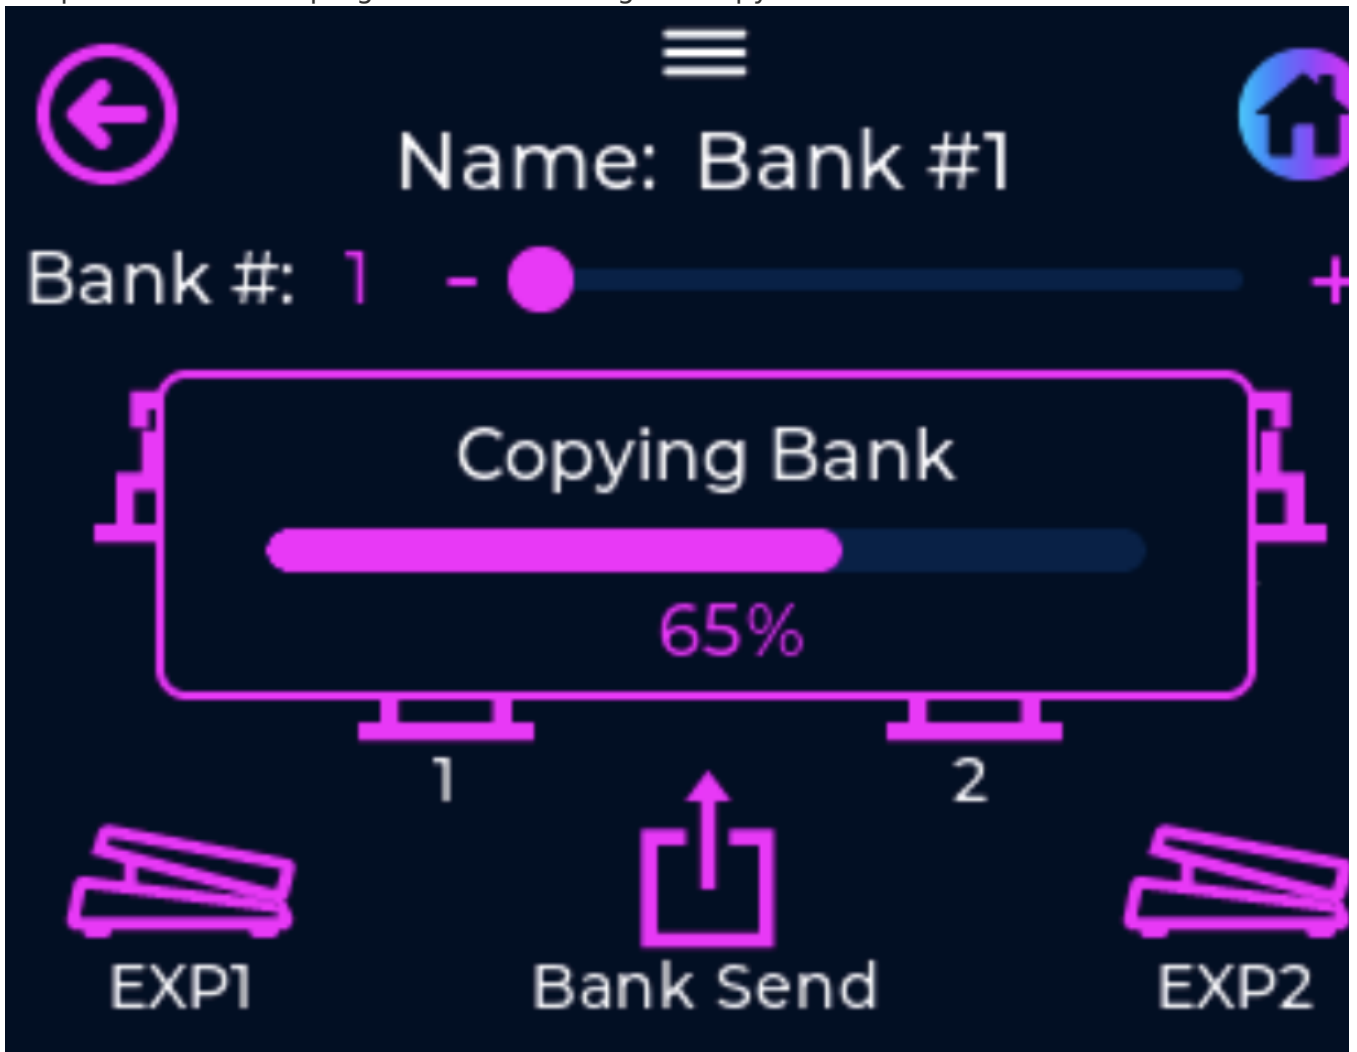 Name: Bank #1
Bank #: 1 - +
Copying Bank
65%
1 2
EXP1 Bank Send EXP2